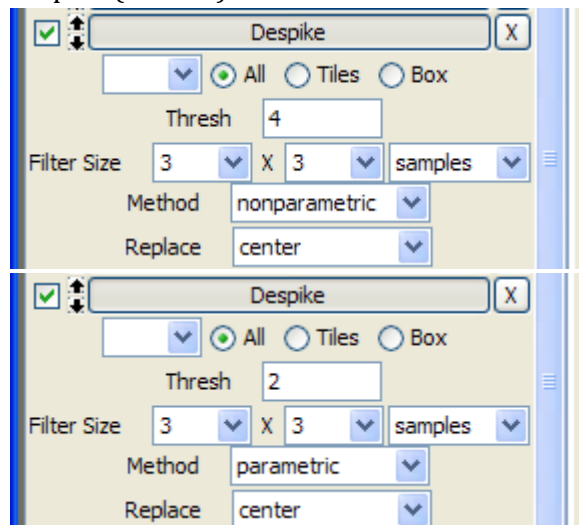 Despike X
All Tiles Box
Thresh 4
Filter Size 3 X 3 samples
Method nonparametric
Replace center
Despike X
All Tiles Box
Thresh 2
Filter Size 3 X 3 samples
Method parametric
Replace center